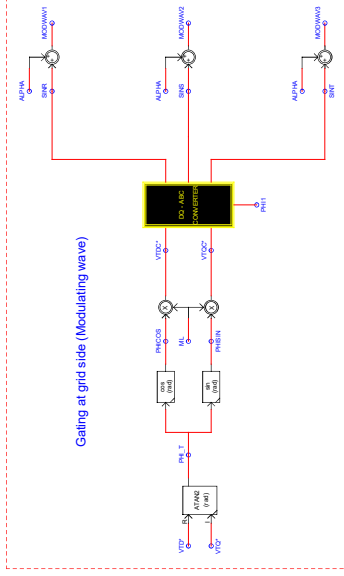 Gating at grid side (Modulating wave)
VTD*
VTQ*
R
I
ATAN2
(rad)
PHI_T
cos
(rad)
sin
(rad)
PHICOS
ML
PHISIN
X
X
VTDC*
VTQC*
DQ - ABC
CONVERTER
PHI1
ALPHA
SINR
+
MODWAV1
ALPHA
SINS
+
MODWAV2
ALPHA
SINT
+
MODWAV3